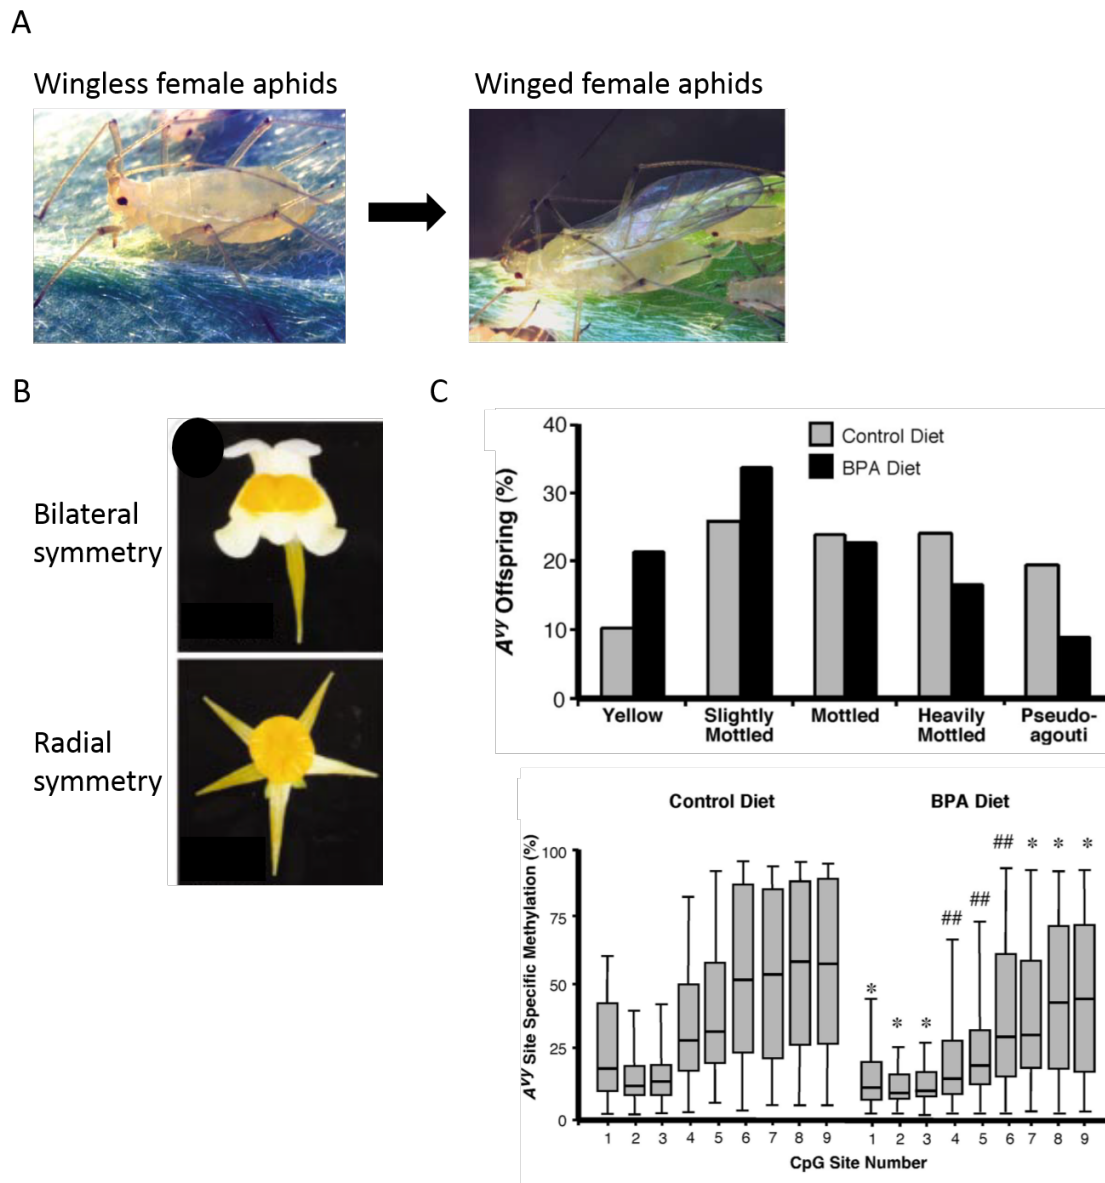 A
Wingless female aphids
Winged female aphids
B
Bilateral
symmetry
Radial
symmetry
C
Avy Offspring (%)
40
30
20
10
0
Control Diet
BPA Diet
Yellow
Slightly
Mottled
Mottled
Heavily
Mottled
Pseudo-
agouti
Control Diet
BPA Diet
Avy Site Specific Methylation (%)
100
75
50
25
0
* * * ## ## ## * * *
1 2 3 4 5 6 7 8 9
1 2 3 4 5 6 7 8 9
CpG Site Number